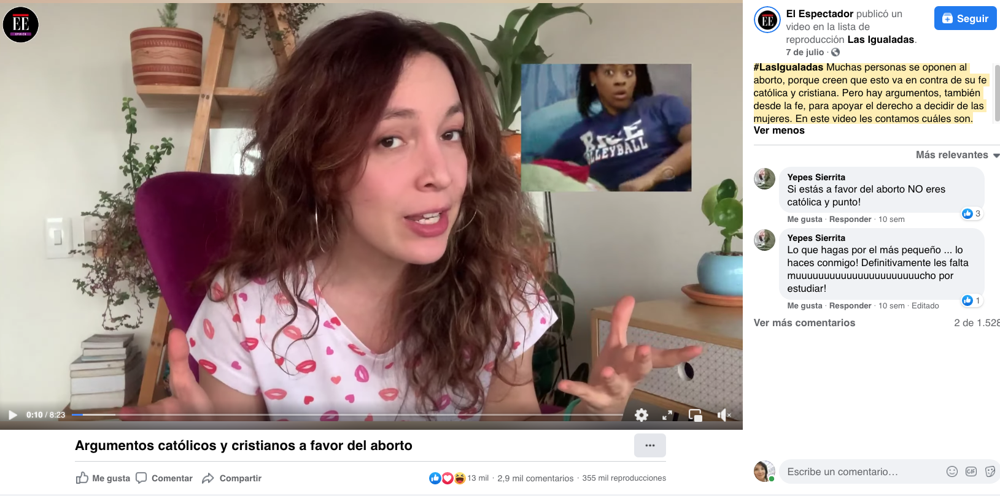 EE
OPINIÓN
RICE
VOLLEYBALL
0:10 / 8:23
Argumentos católicos y cristianos a favor del aborto
Me gusta Comentar Compartir
13 mil · 2,9 mil comentarios · 355 mil reproducciones
EE
El Espectador publicó un
video en la lista de
reproducción Las Igualadas.
7 de julio ·
Seguir
#LasIgualadas Muchas personas se oponen al
aborto, porque creen que esto va en contra de su fe
católica y cristiana. Pero hay argumentos, también
desde la fe, para apoyar el derecho a decidir de las
mujeres. En este video les contamos cuáles son.
Ver menos
Más relevantes
Yepes Sierrita
Si estás a favor del aborto NO eres
católica y punto!
3
Me gusta · Responder · 10 sem
Yepes Sierrita
Lo que hagas por el más pequeño ... lo
haces conmigo! Definitivamente les falta
muuuuuuuuuuuuuuuuuuuuuucho por
estudiar!
1
Me gusta · Responder · 10 sem · Editado
Ver más comentarios
2 de 1.528
Escribe un comentario…
GIF